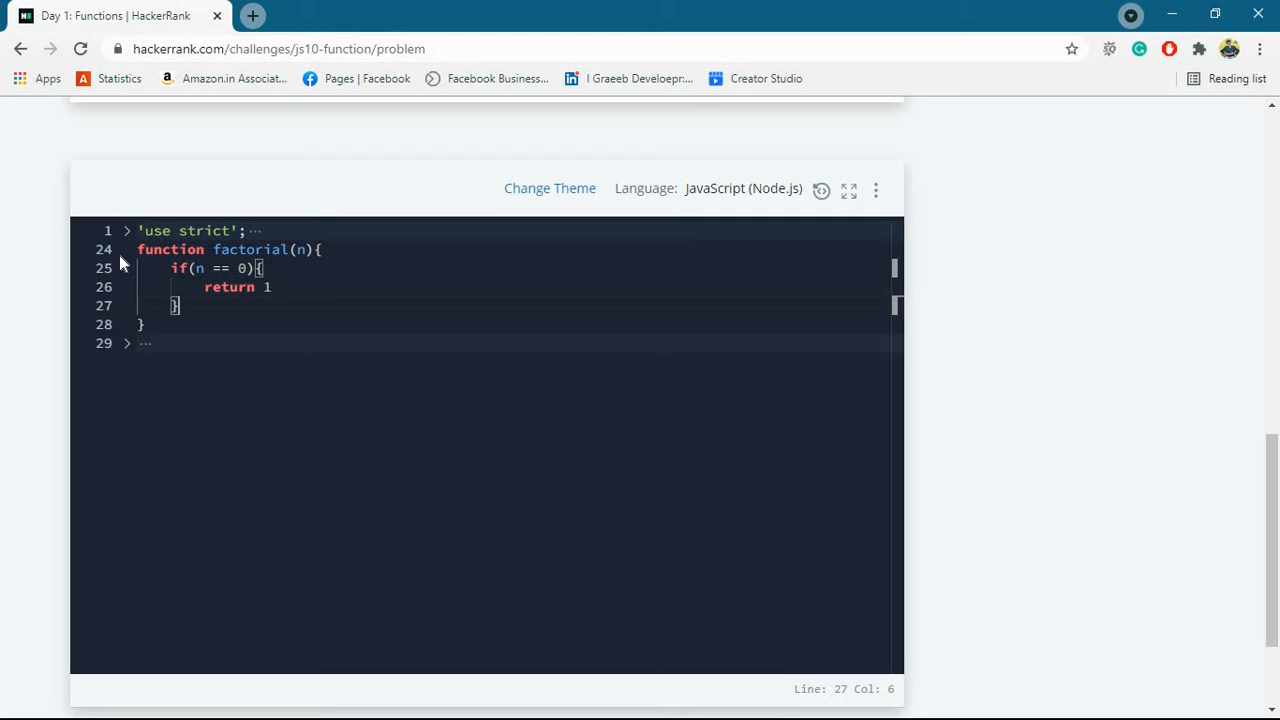 Day 1: Functions | HackerRank
hackerrank.com/challenges/js10-function/problem
Apps Statistics Amazon.in Associat... Pages | Facebook Facebook Business... I Graeeb Develoepr:... Creator Studio Reading list
Change Theme Language: JavaScript (Node.js)
1 'use strict'; ...
24 function factorial(n){
25 if(n == 0){
26 return 1
27 }
28 }
29 ...
Line: 27 Col: 6